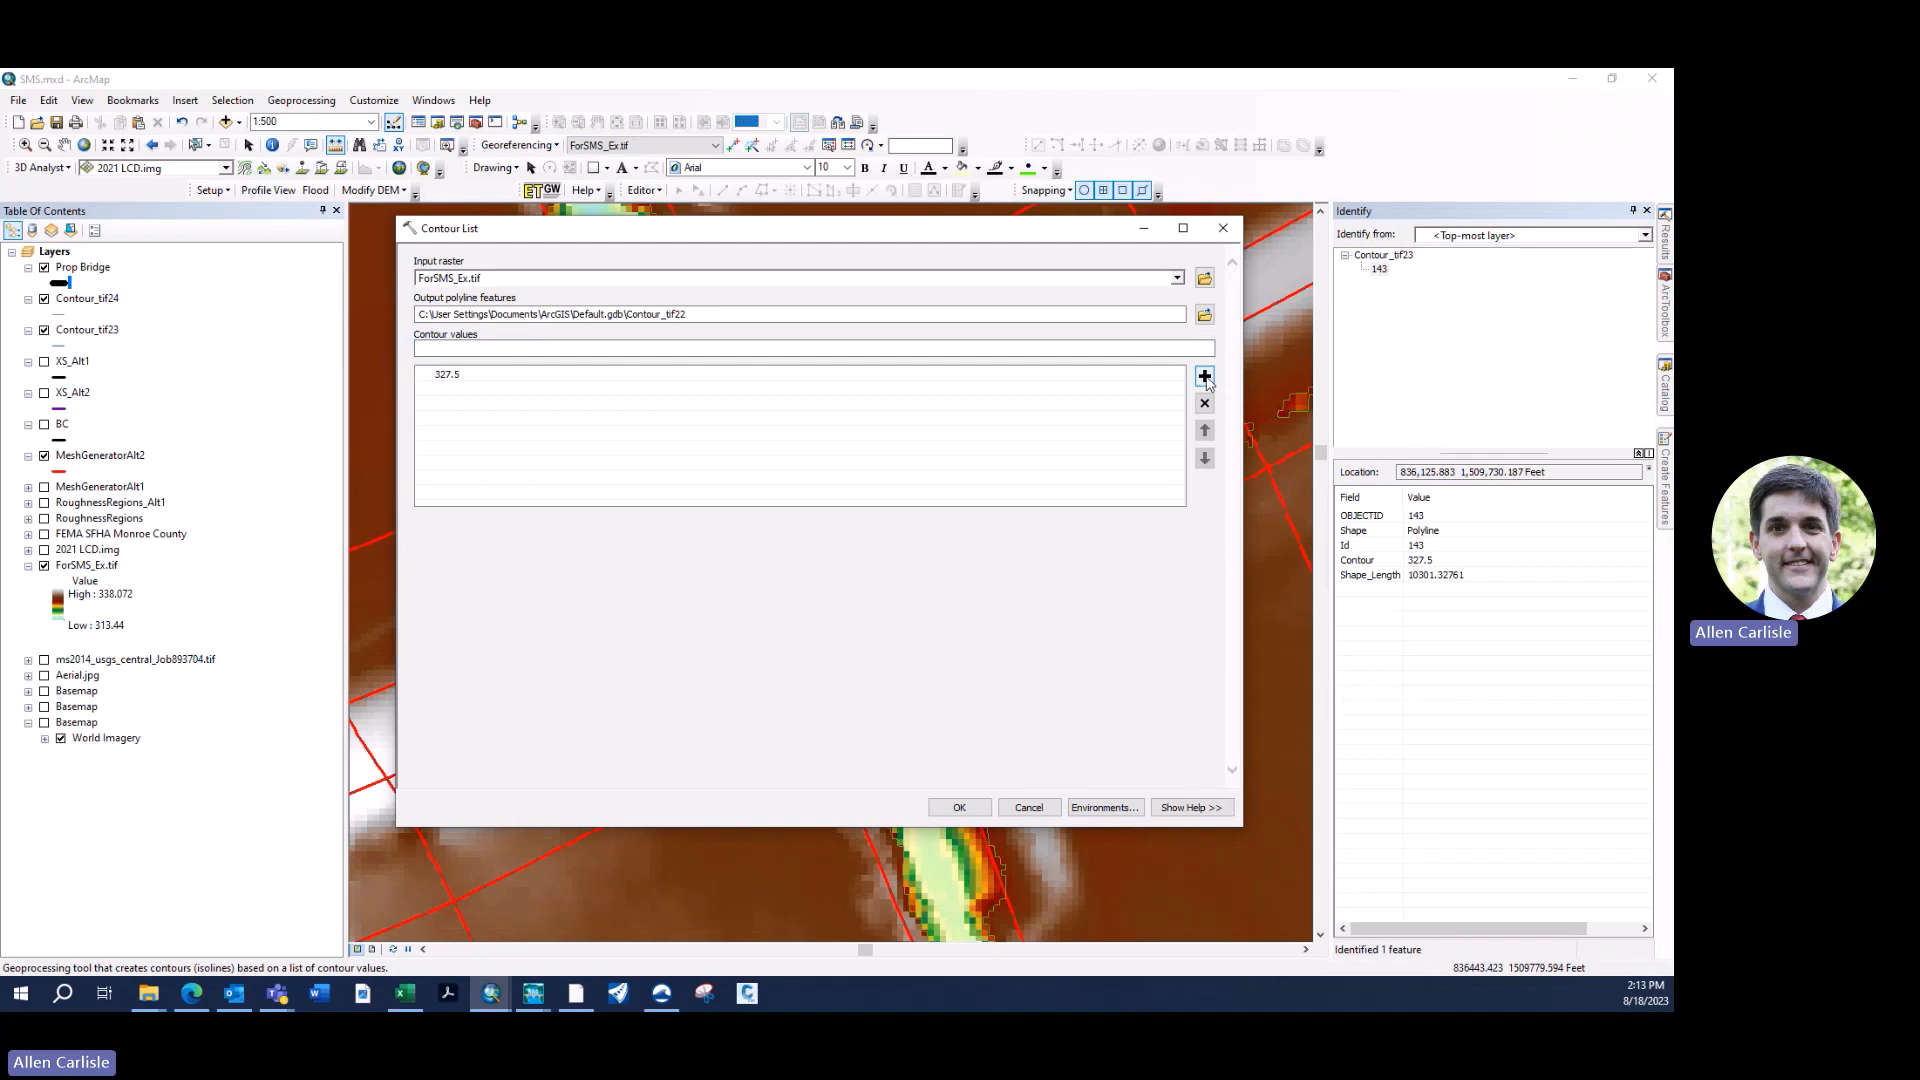 SMS.mxd - ArcMap
File Edit View Bookmarks Insert Selection Geoprocessing Customize Windows Help
1:500
Georeferencing ForSMS_Ex.tif
3D Analyst 2021 LCD.img Drawing A Arial 10 B I U A
Setup Profile View Flood Modify DEM ET GW Help Editor Snapping
Table Of Contents
Layers
Prop Bridge
Contour_tif24
Contour_tif23
XS_Alt1
XS_Alt2
BC
MeshGeneratorAlt2
MeshGeneratorAlt1
RoughnessRegions_Alt1
RoughnessRegions
FEMA SFHA Monroe County
2021 LCD.img
ForSMS_Ex.tif
Value
High : 338.072
Low : 313.44
ms2014_usgs_central_Job893704.tif
Aerial.jpg
Basemap
Basemap
Basemap
World Imagery
Contour List
Input raster
ForSMS_Ex.tif
Output polyline features
C:\User Settings\Documents\ArcGIS\Default.gdb\Contour_tif22
Contour values
327.5
OK Cancel Environments... Show Help >>
Identify
Identify from: <Top-most layer>
Contour_tif23
143
Location: 836,125.883 1,509,730.187 Feet
Field Value
OBJECTID 143
Shape Polyline
Id 143
Contour 327.5
Shape_Length 10301.32761
Identified 1 feature
Results
ArcToolbox
Catalog
Create Features
Geoprocessing tool that creates contours (isolines) based on a list of contour values.
836443.423 1509779.594 Feet
2:13 PM
8/18/2023
Allen Carlisle
Allen Carlisle